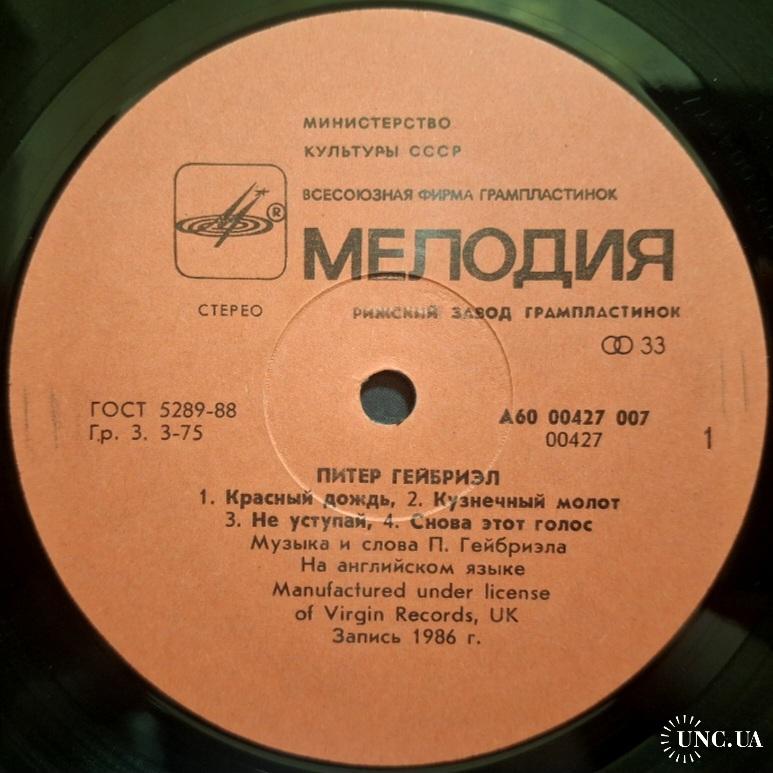 МИНИСТЕРСТВО
КУЛЬТУРЫ СССР
ВСЕСОЮЗНАЯ ФИРМА ГРАМПЛАСТИНОК
®
МЕЛОДИЯ
СТЕРЕО
РИЖСКИЙ ЗАВОД ГРАМПЛАСТИНОК
33
ГОСТ 5289-88
Гр. 3. 3-75
А60 00427 007
00427
1
ПИТЕР ГЕЙБРИЭЛ
1. Красный дождь, 2. Кузнечный молот
3. Не уступай, 4. Снова этот голос
Музыка и слова П. Гейбриэла
На английском языке
Manufactured under license
of Virgin Records, UK
Запись 1986 г.
UNC.UA